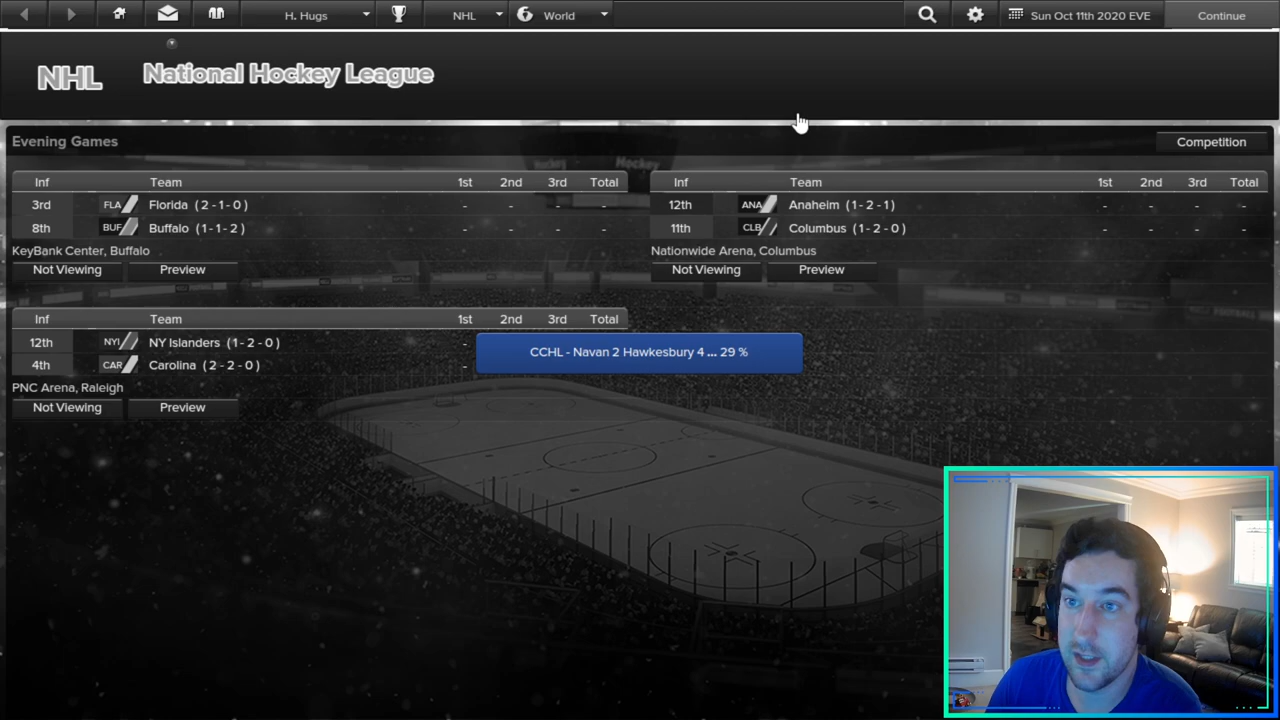 H. Hugs
NHL
World
Sun Oct 11th 2020 EVE
Continue
NHL
National Hockey League
Evening Games
Competition
Inf Team 1st 2nd 3rd Total
3rd FLA Florida ( 2 - 1 - 0 ) - - - -
8th BUF Buffalo ( 1 - 1 - 2 ) - - - -
KeyBank Center, Buffalo
Not Viewing Preview
Inf Team 1st 2nd 3rd Total
12th ANA Anaheim ( 1 - 2 - 1 ) - - - -
11th CLB Columbus ( 1 - 2 - 0 ) - - - -
Nationwide Arena, Columbus
Not Viewing Preview
Inf Team 1st 2nd 3rd Total
12th NYI NY Islanders ( 1 - 2 - 0 ) -
4th CAR Carolina ( 2 - 2 - 0 ) -
PNC Arena, Raleigh
Not Viewing Preview
CCHL - Navan 2 Hawkesbury 4 ... 29 %